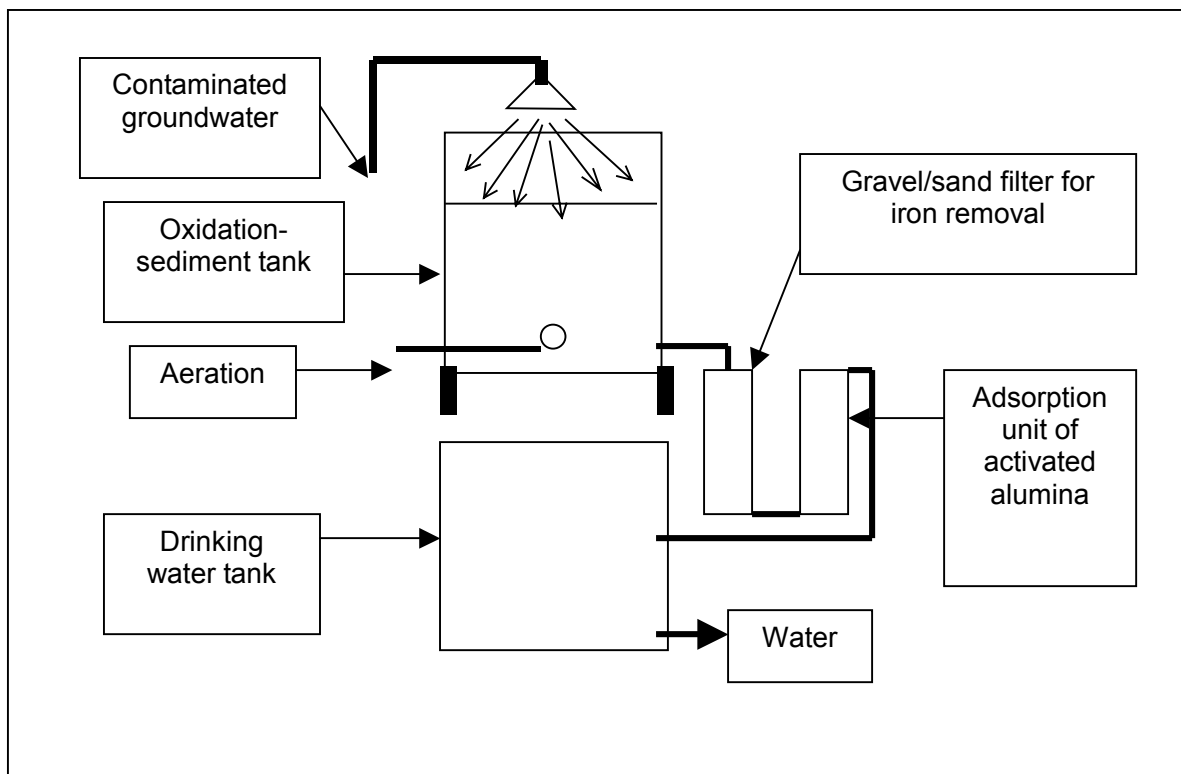 Contaminated
groundwater
Oxidation-
sediment tank
Aeration
Gravel/sand filter for
iron removal
Adsorption
unit of
activated
alumina
Drinking
water tank
Water